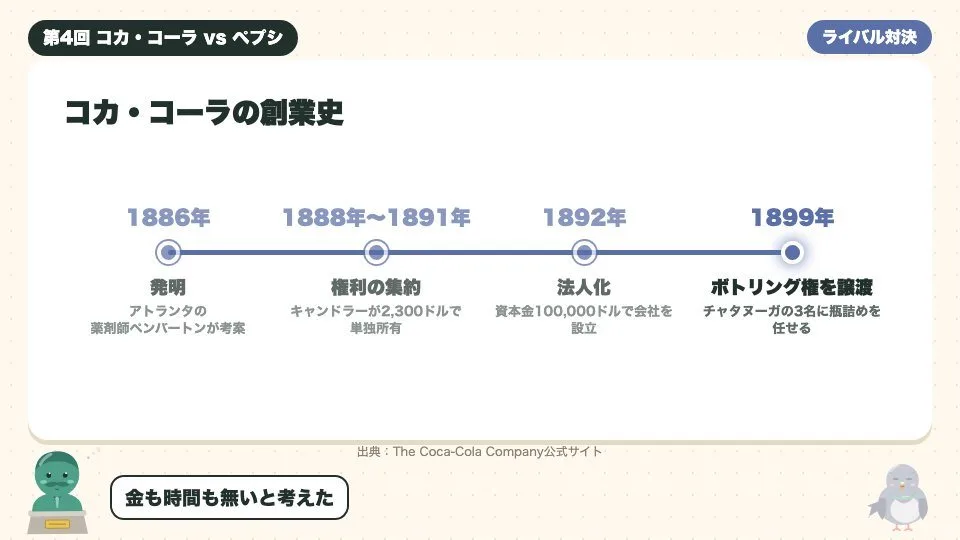 第4回 コカ・コーラ vs ペプシ
ライバル対決
コカ・コーラの創業史
1886年
1888年〜1891年
1892年
1899年
発明
権利の集約
法人化
ボトリング権を譲渡
アトランタの
薬剤師ペンバートンが考案
キャンドラーが2,300ドルで
単独所有
資本金100,000ドルで会社を
設立
チャタヌーガの3名に瓶詰めを
任せる
出典：The Coca-Cola Company公式サイト
金も時間も無いと考えた